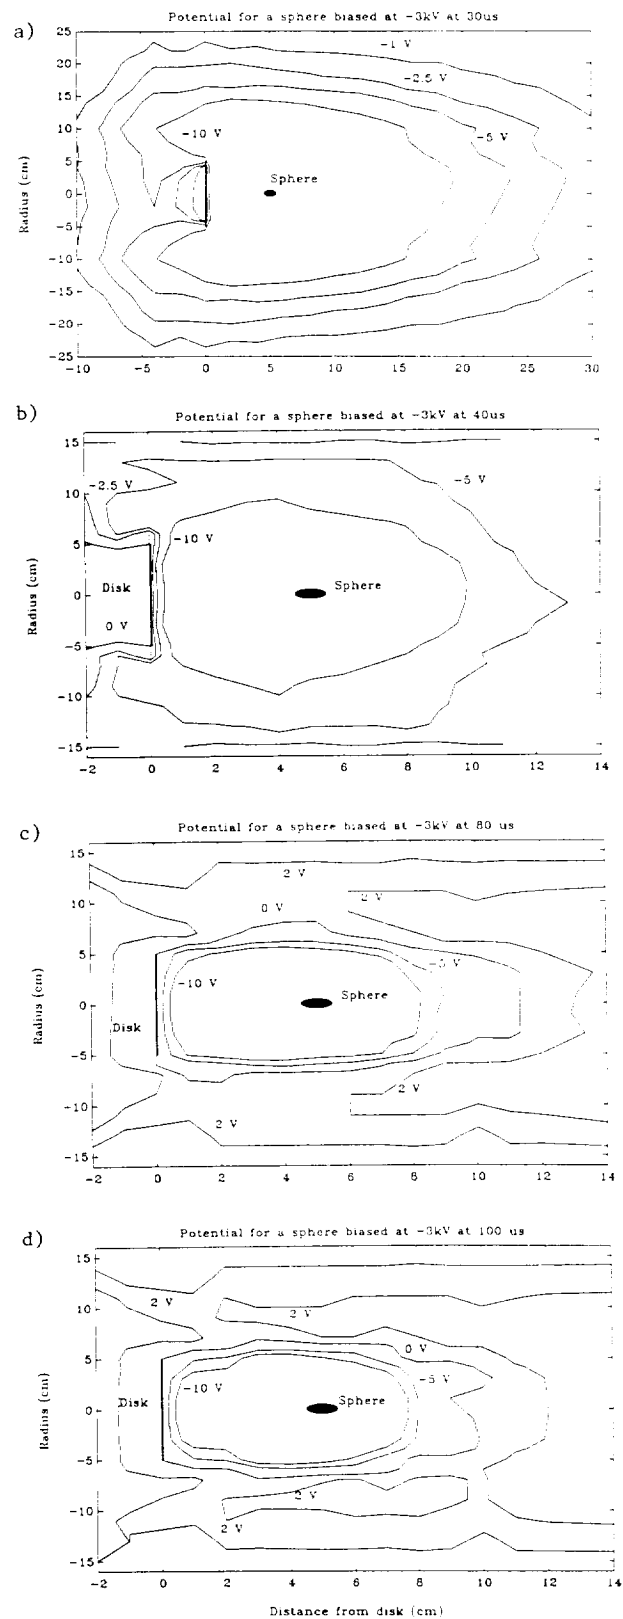 a)
Potential for a sphere biased at -3kV at 30us
25
20
15
10
5
0
-5
-10
-15
-20
-25
Radius (cm)
-1 V
-2.5 V
-10 V
-5 V
Sphere
-10 -5 0 5 10 15 20 25 30
b)
Potential for a sphere biased at -3kV at 40us
15
10
5
0
-5
-10
-15
Radius (cm)
-2.5 V
-5 V
-10 V
Disk
Sphere
0 V
-2 0 2 4 6 8 10 12 14
c)
Potential for a sphere biased at -3kV at 80 us
15
10
5
0
-5
-10
-15
Radius (cm)
2 V
2 V
0 V
-5 V
-10 V
Sphere
Disk
2 V
2 V
-2 0 2 4 6 8 10 12 14
d)
Potential for a sphere biased at -3kV at 100 us
15
10
5
0
-5
-10
-15
Radius (cm)
2 V
2 V
0 V
-5 V
-10 V
Disk
Sphere
2 V
2 V
-2 0 2 4 6 8 10 12 14
Distance from disk (cm)